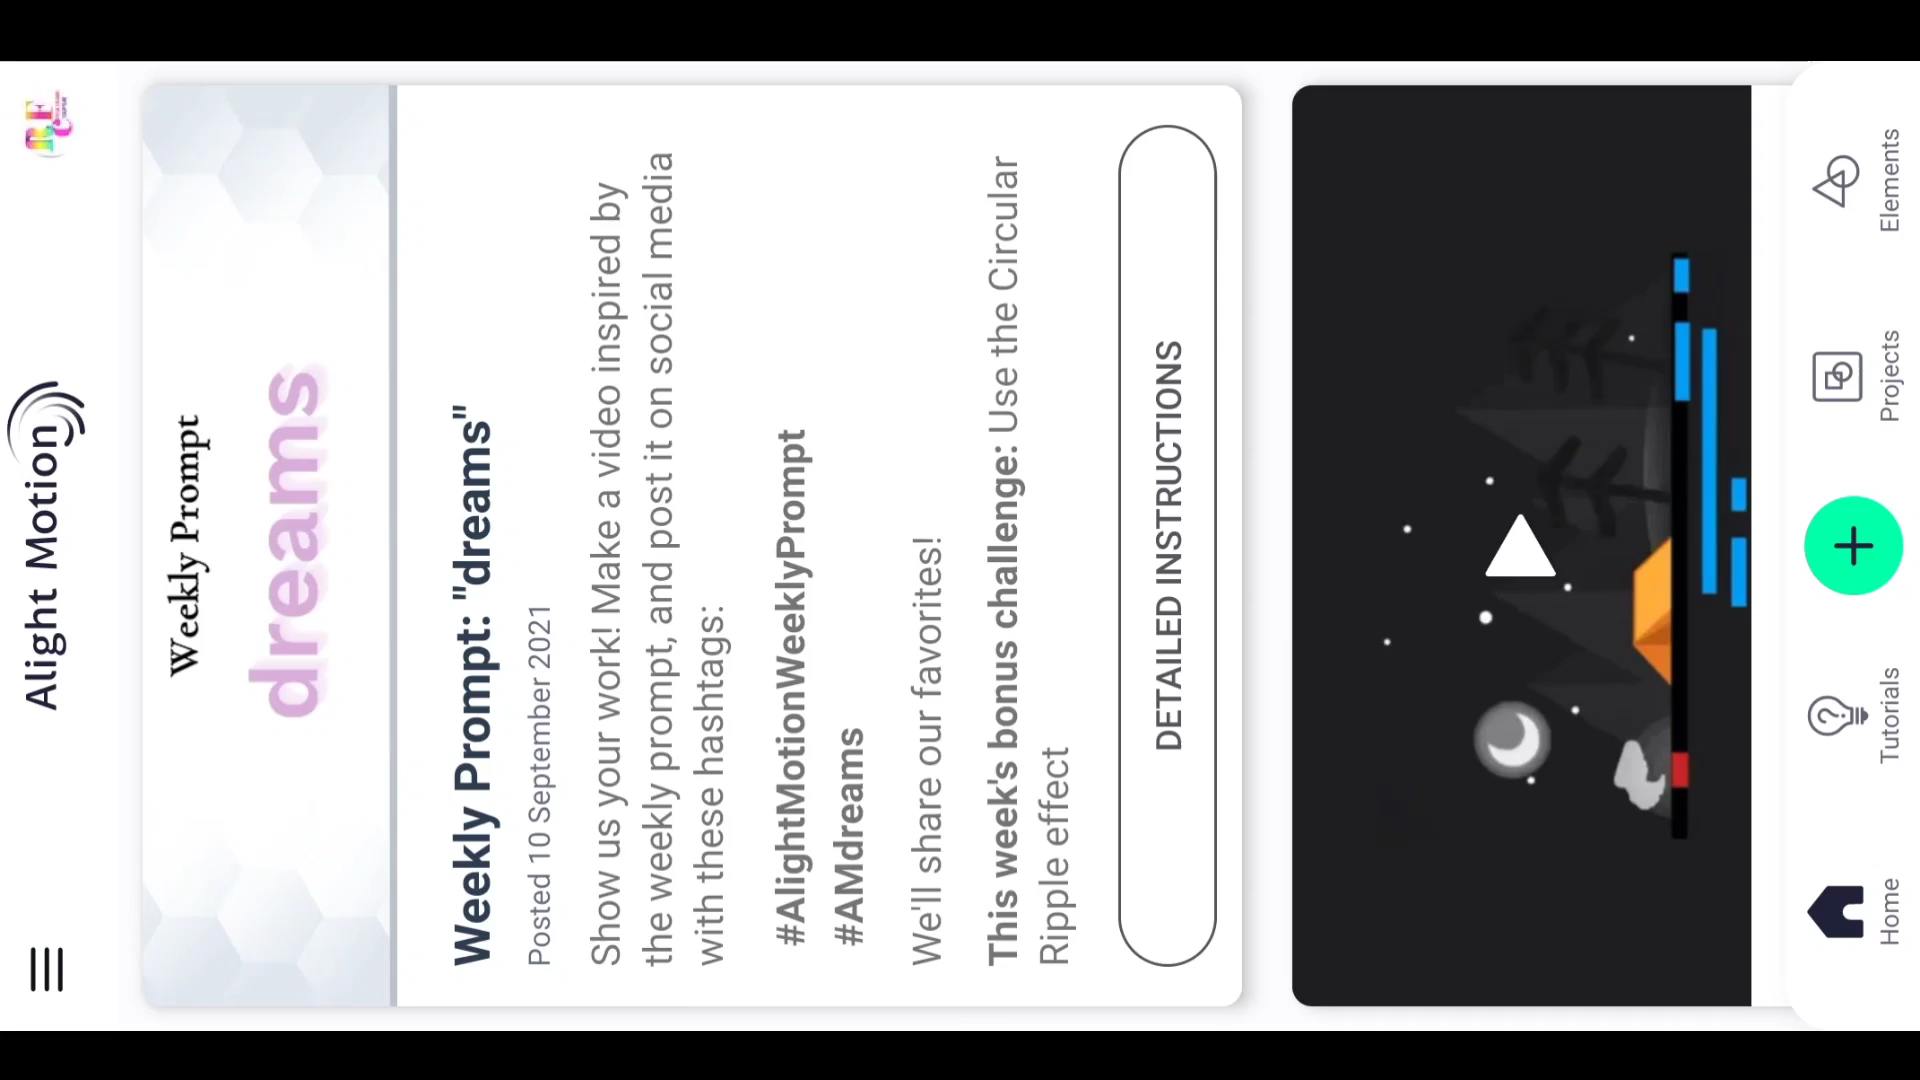 Alight Motion
Weekly Prompt
dreams
Weekly Prompt: "dreams"
Posted 10 September 2021
Show us your work! Make a video inspired by
the weekly prompt, and post it on social media
with these hashtags:
#AlightMotionWeeklyPrompt
#AMdreams
We'll share our favorites!
This week's bonus challenge: Use the Circular
Ripple effect
DETAILED INSTRUCTIONS
Home
Tutorials
Projects
Elements